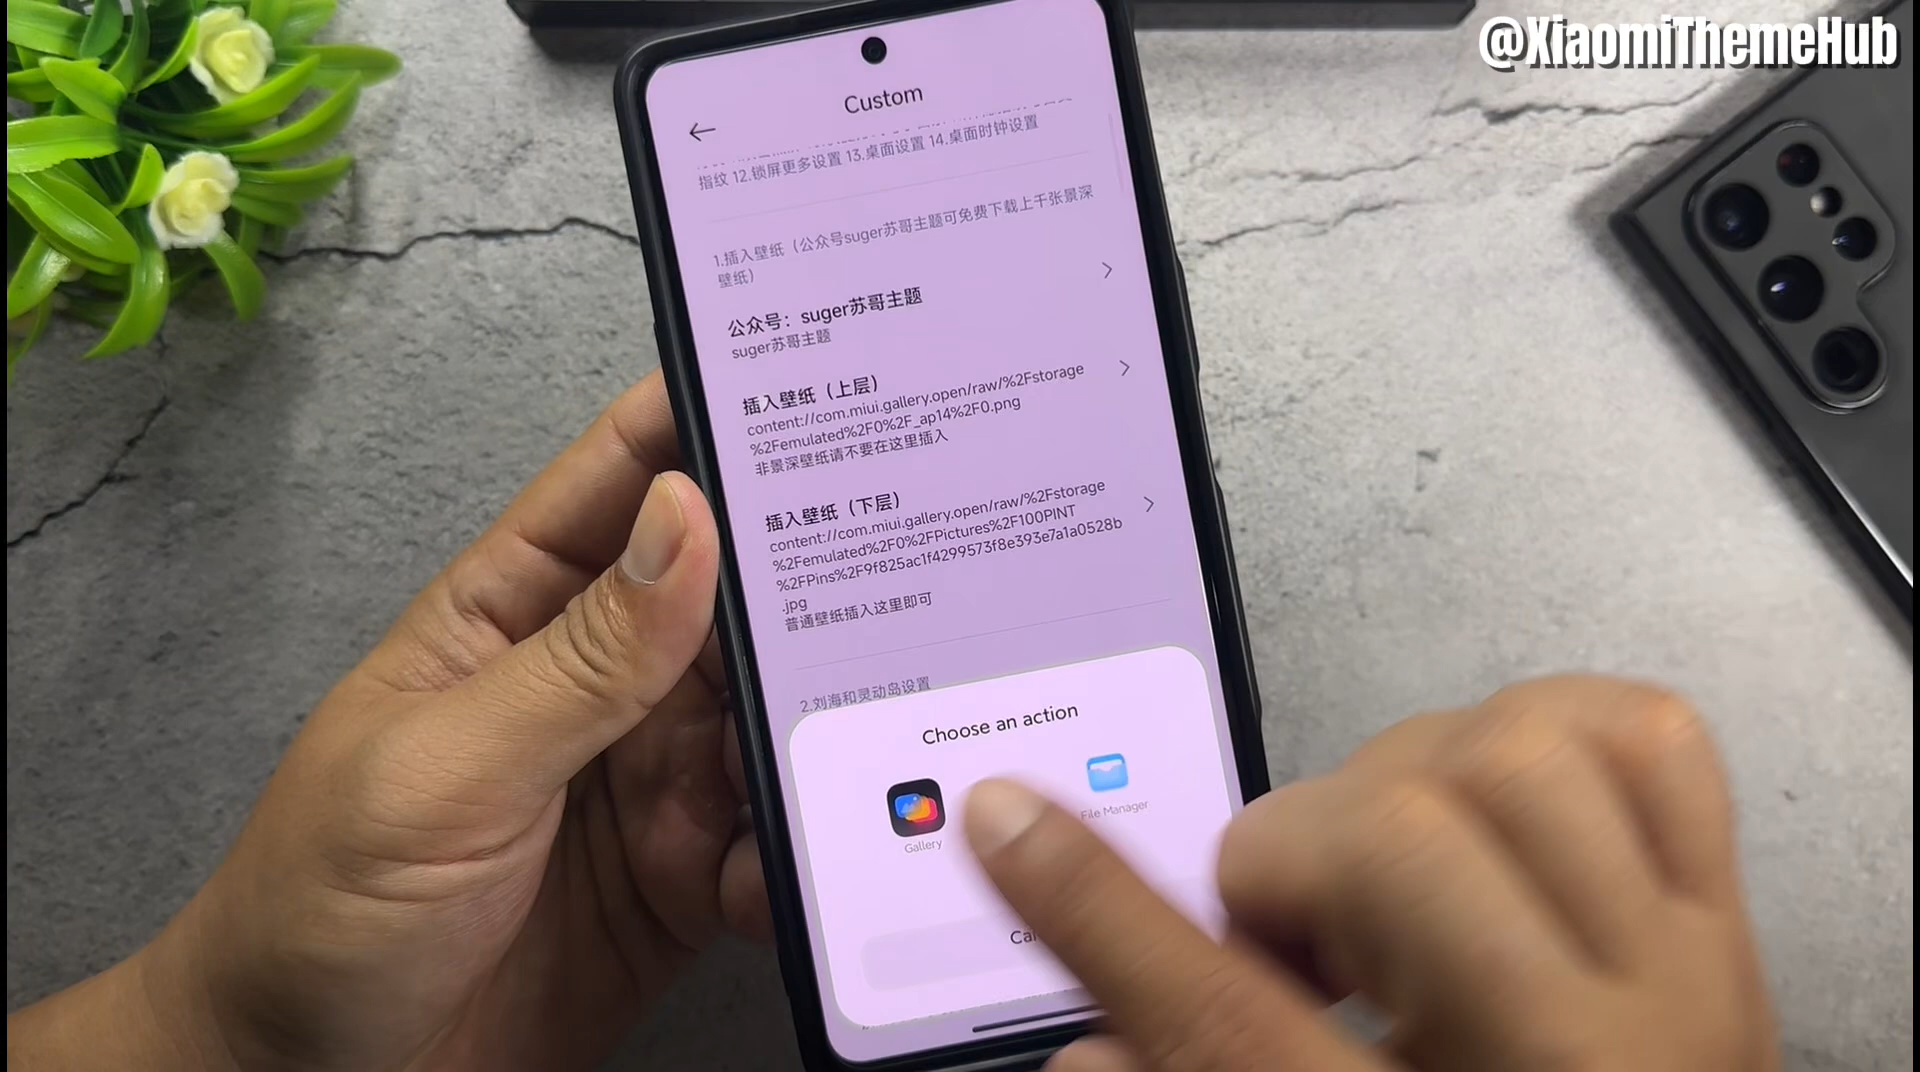 @XiaomiThemeHub
Custom
指纹 12.锁屏更多设置 13.桌面设置 14.桌面时钟设置
1.插入壁纸（公众号suger苏哥主题可免费下载上千张景深
壁纸）
公众号：suger苏哥主题
suger苏哥主题
插入壁纸（上层）
content://com.miui.gallery.open/raw/%2Fstorage
%2Femulated%2F0%2F_ap14%2F0.png
非景深壁纸请不要在这里插入
插入壁纸（下层）
content://com.miui.gallery.open/raw/%2Fstorage
%2Femulated%2F0%2FPictures%2F100PINT
%2FPins%2F9f825ac1f4299573f8e393e7a1a0528b
.jpg
普通壁纸插入这里即可
2.刘海和灵动岛设置
Choose an action
Gallery
File Manager